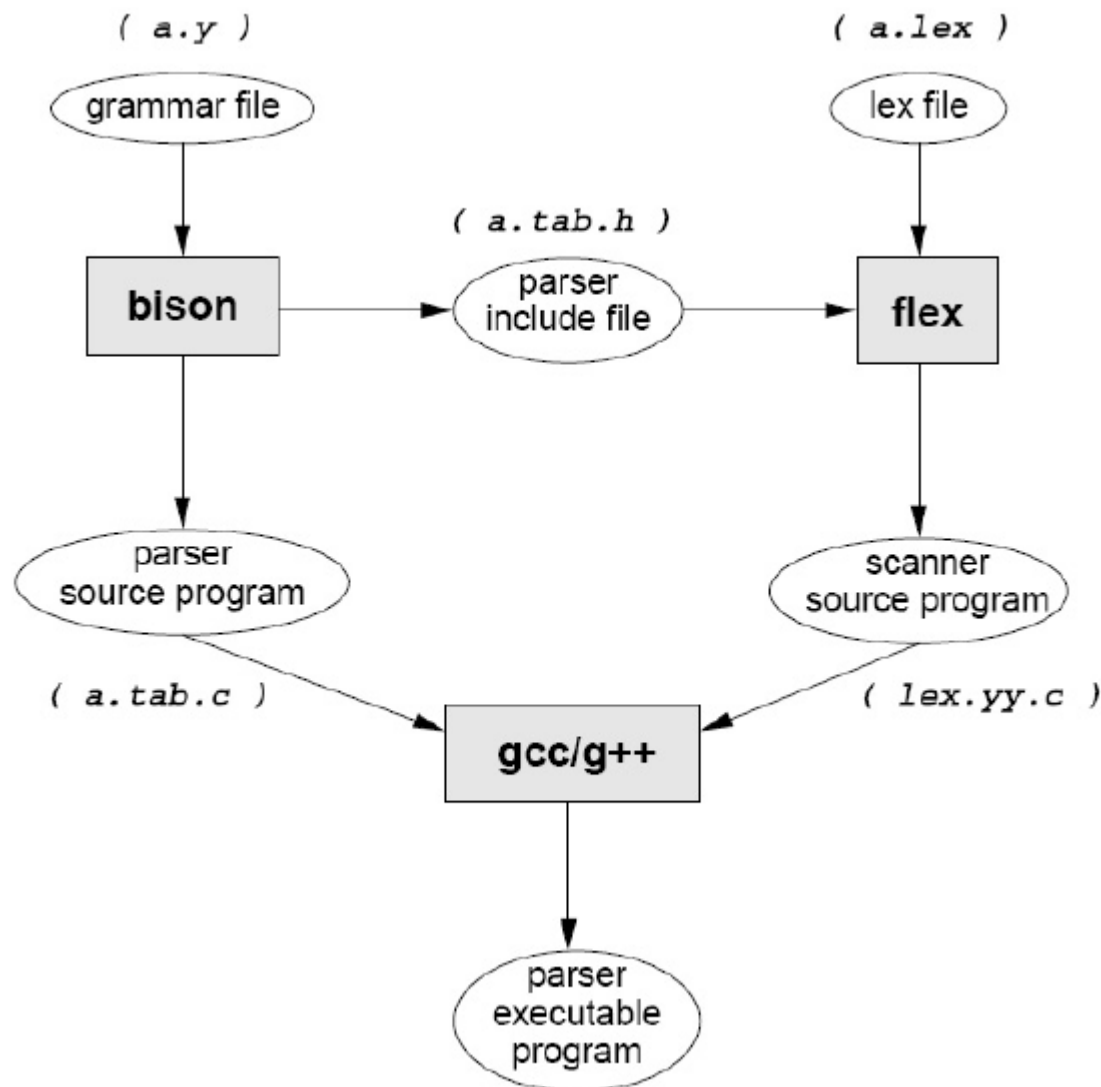 ( a.y )
( a.lex )
grammar file
lex file
( a.tab.h )
bison
parser
include file
flex
parser
source program
scanner
source program
( a.tab.c )
( lex.yy.c )
gcc/g++
parser
executable
program